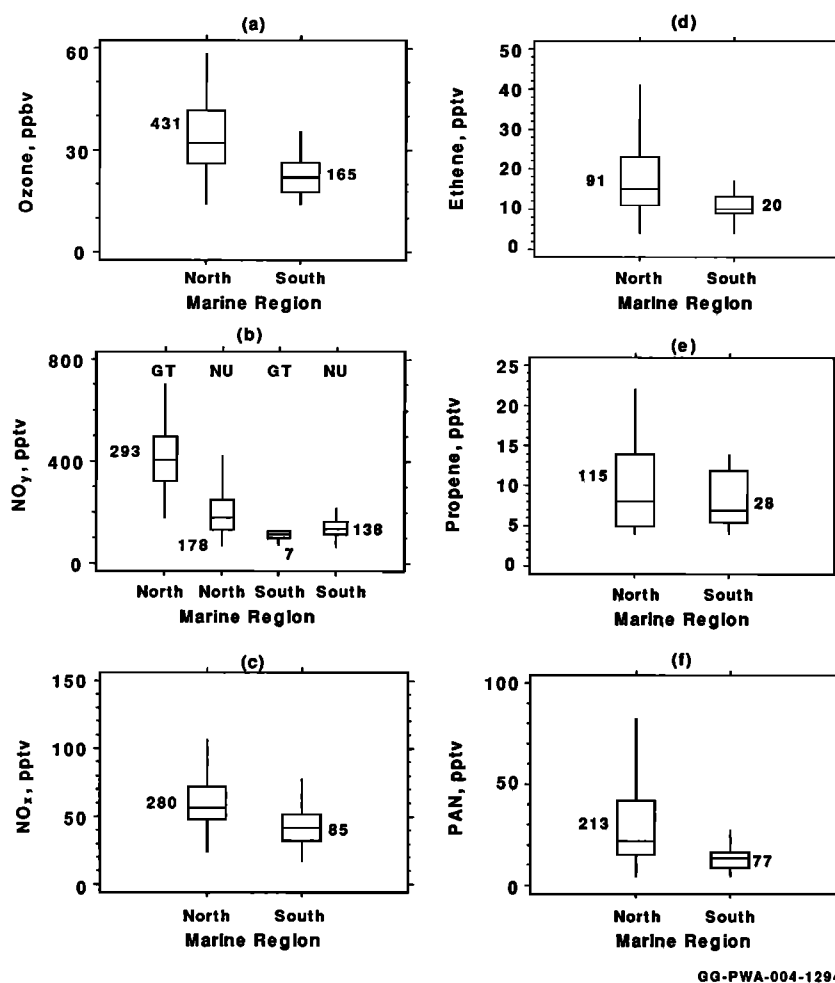 (a)
Ozone, ppbv
60
30
0
431
165
North South
Marine Region
(b)
NOy, pptv
800
400
0
GT NU GT NU
293
178
7
138
North North South South
Marine Region
(c)
NOx, pptv
150
100
50
0
280
85
North South
Marine Region
(d)
Ethene, pptv
50
40
30
20
10
0
91
20
North South
Marine Region
(e)
Propene, pptv
25
20
15
10
5
0
115
28
North South
Marine Region
(f)
PAN, pptv
100
50
0
213
77
North South
Marine Region
GG-PWA-004-1294